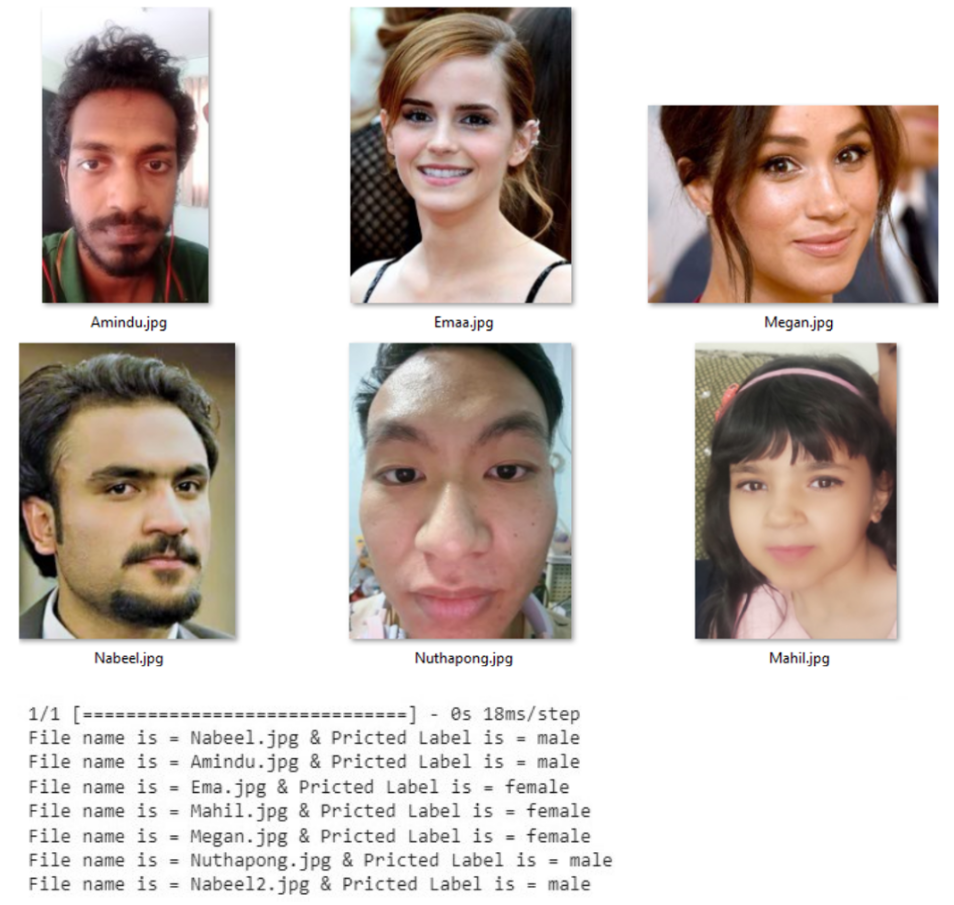 Amindu.jpg
Emaa.jpg
Megan.jpg
Nabeel.jpg
Nuthapong.jpg
Mahil.jpg
1/1 [==============================] - 0s 18ms/step
File name is = Nabeel.jpg & Pricted Label is = male
File name is = Amindu.jpg & Pricted Label is = male
File name is = Ema.jpg & Pricted Label is = female
File name is = Mahil.jpg & Pricted Label is = female
File name is = Megan.jpg & Pricted Label is = female
File name is = Nuthapong.jpg & Pricted Label is = male
File name is = Nabeel2.jpg & Pricted Label is = male